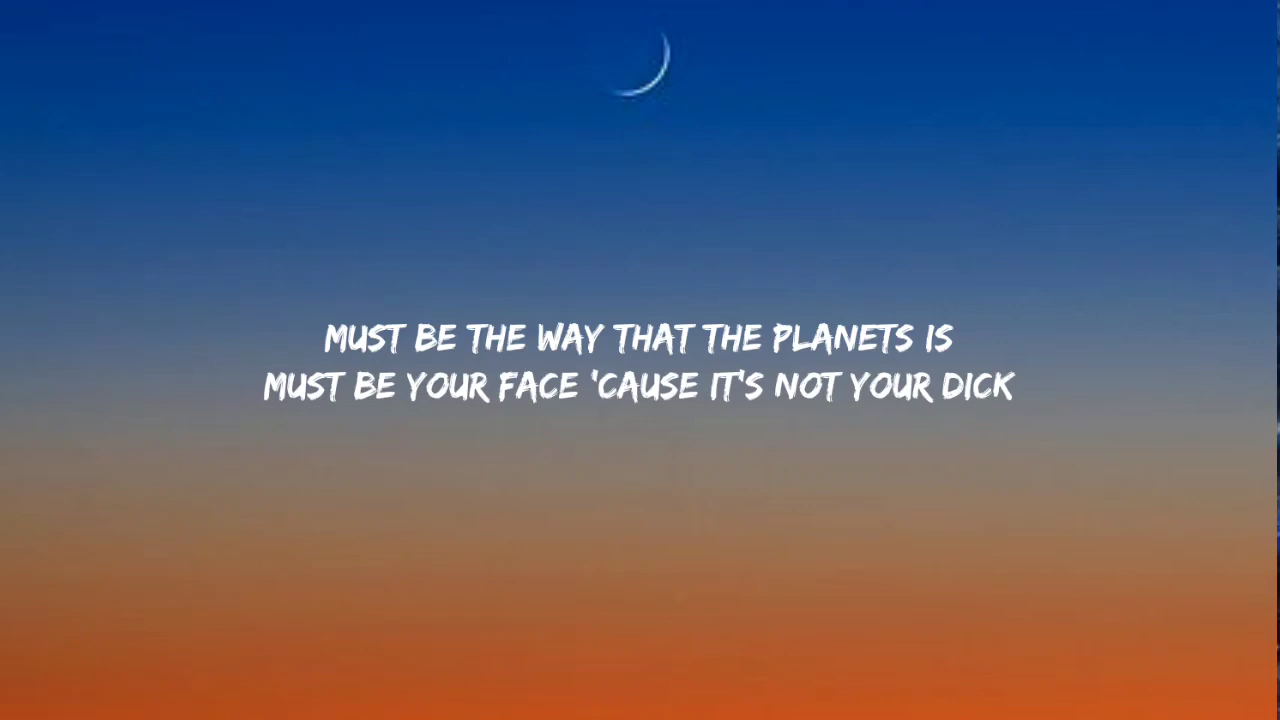 MUST BE THE WAY THAT THE PLANETS IS
MUST BE YOUR FACE 'CAUSE IT'S NOT YOUR DICK